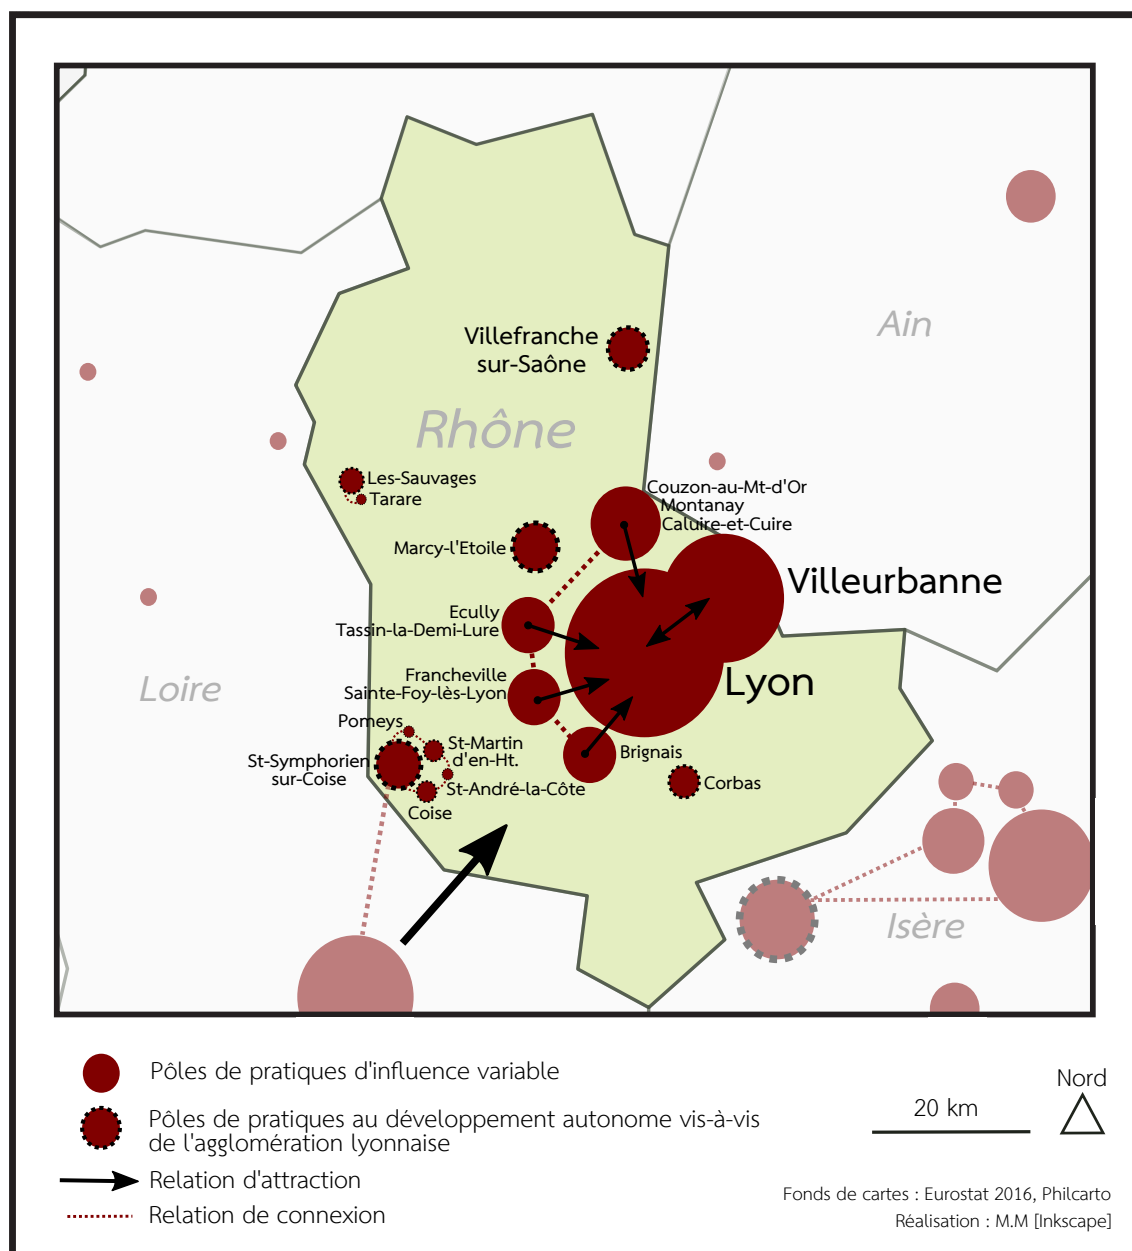 Ain
Villefranche
sur-Saône
Rhône
Les-Sauvages
Tarare
Couzon-au-Mt-d'Or
Montanay
Caluire-et-Cuire
Marcy-l'Etoile
Villeurbanne
Ecully
Tassin-la-Demi-Lure
Francheville
Sainte-Foy-lès-Lyon
Lyon
Loire
Pomeys
St-Martin
d'en-Ht.
St-Symphorien
sur-Coise
Brignais
St-André-la-Côte
Corbas
Coise
Isère
Pôles de pratiques d'influence variable
Pôles de pratiques au développement autonome vis-à-vis
de l'agglomération lyonnaise
Relation d'attraction
Relation de connexion
20 km
Nord
Fonds de cartes : Eurostat 2016, Philcarto
Réalisation : M.M [Inkscape]